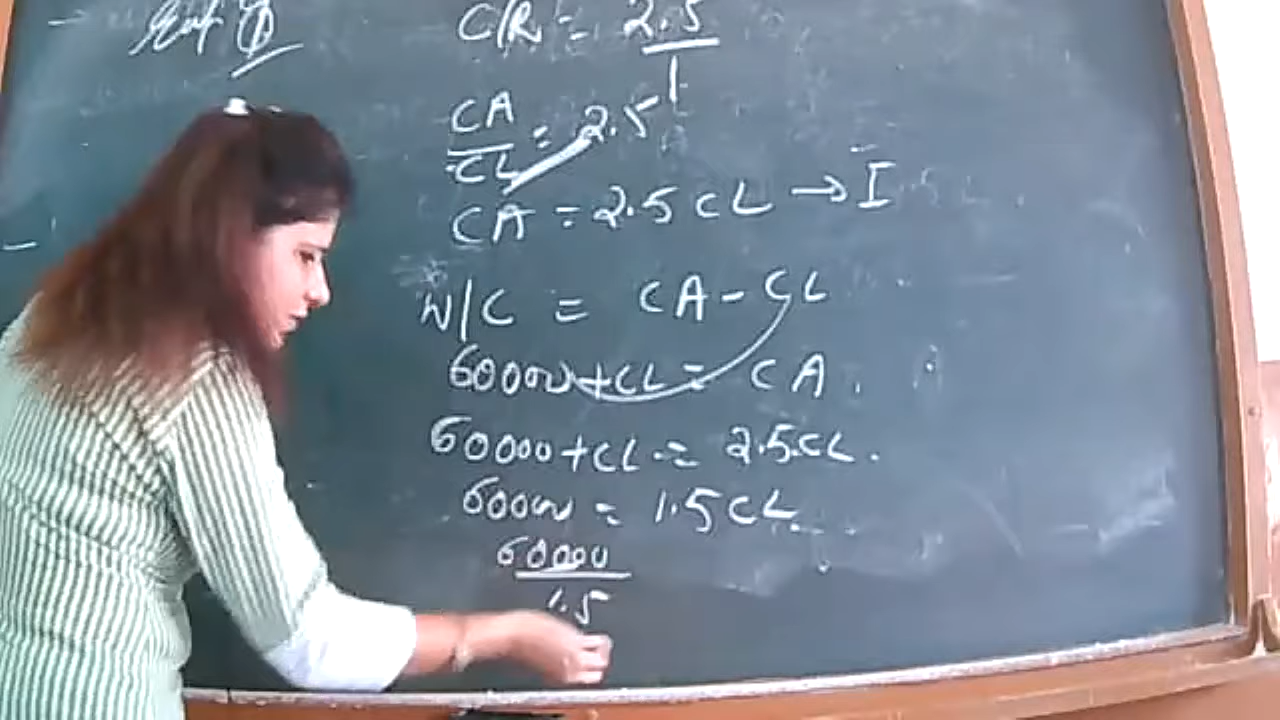 C/R = 2.5
1
CA
CL = 2.5
CA = 2.5 CL → I
W/C = CA - CL
60000 + CL = CA.
60000 + CL = 2.5 CL.
60000 = 1.5 CL.
60000
1.5